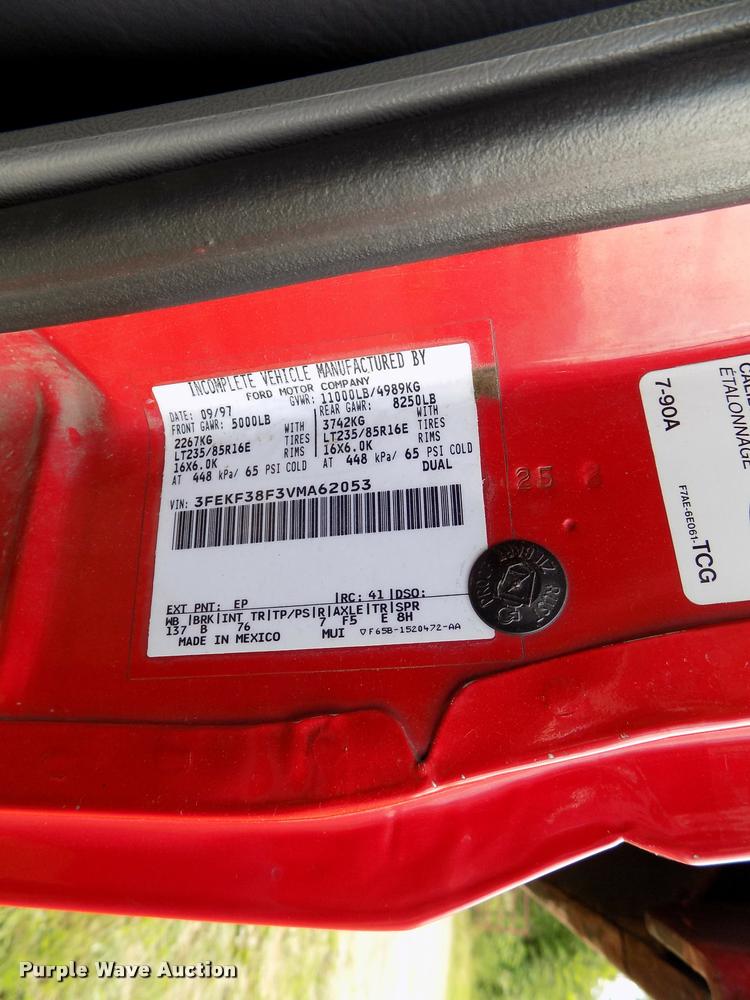 INCOMPLETE VEHICLE MANUFACTURED BY
FORD MOTOR COMPANY
DATE: 09/97 GVWR: 11000LB/4989KG
FRONT GAWR: 5000LB REAR GAWR: 8250LB
2267KG WITH 3742KG WITH
LT235/85R16E TIRES LT235/85R16E TIRES
16X6.0K RIMS 16X6.0K RIMS
AT 448 kPa/ 65 PSI COLD AT 448 kPa/ 65 PSI COLD
DUAL
VIN: 3FEKF38F3VMA62053
EXT PNT: EP RC: 41 DSO:
WB BRK INT TR TP/PS R AXLE TR SPR
137 B 76 7 F5 E 8H
MADE IN MEXICO MUI F65B-1520472-AA
25
ETALONNAGE
7-90A
F7AE-6E061-TCG
RUST
Purple Wave Auction